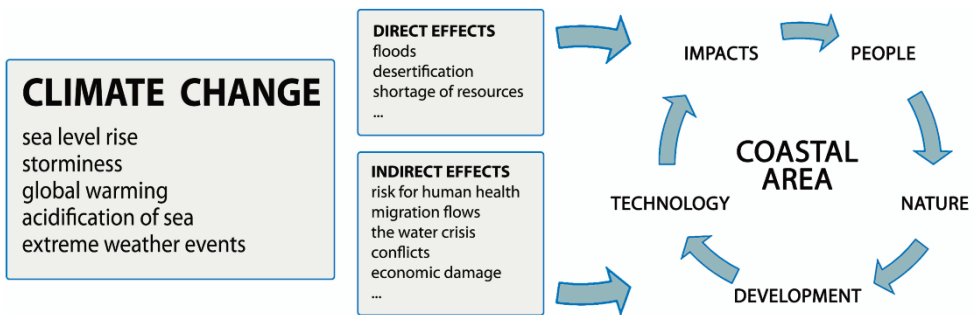 CLIMATE CHANGE
sea level rise
storminess
global warming
acidification of sea
extreme weather events
DIRECT EFFECTS
floods
desertification
shortage of resources
...
INDIRECT EFFECTS
risk for human health
migration flows
the water crisis
conflicts
economic damage
...
IMPACTS
PEOPLE
COASTAL
AREA
TECHNOLOGY
NATURE
DEVELOPMENT